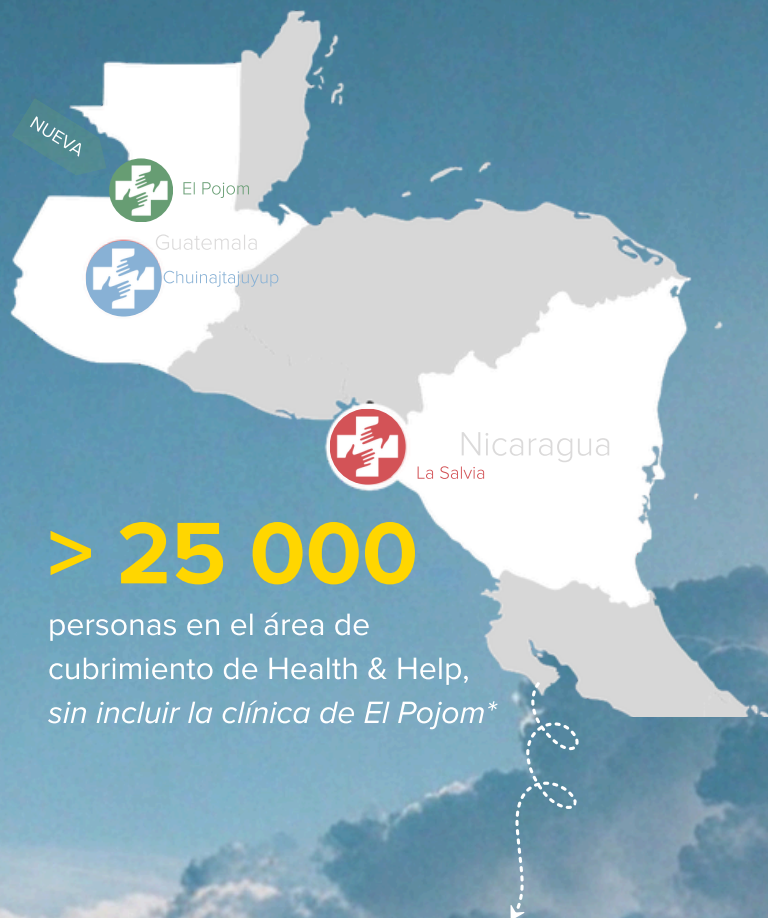 NUEVA
El Pojom
Guatemala
Chuinajtajuyup
Nicaragua
La Salvia
> 25 000
personas en el área de
cubrimiento de Health & Help,
sin incluir la clínica de El Pojom*